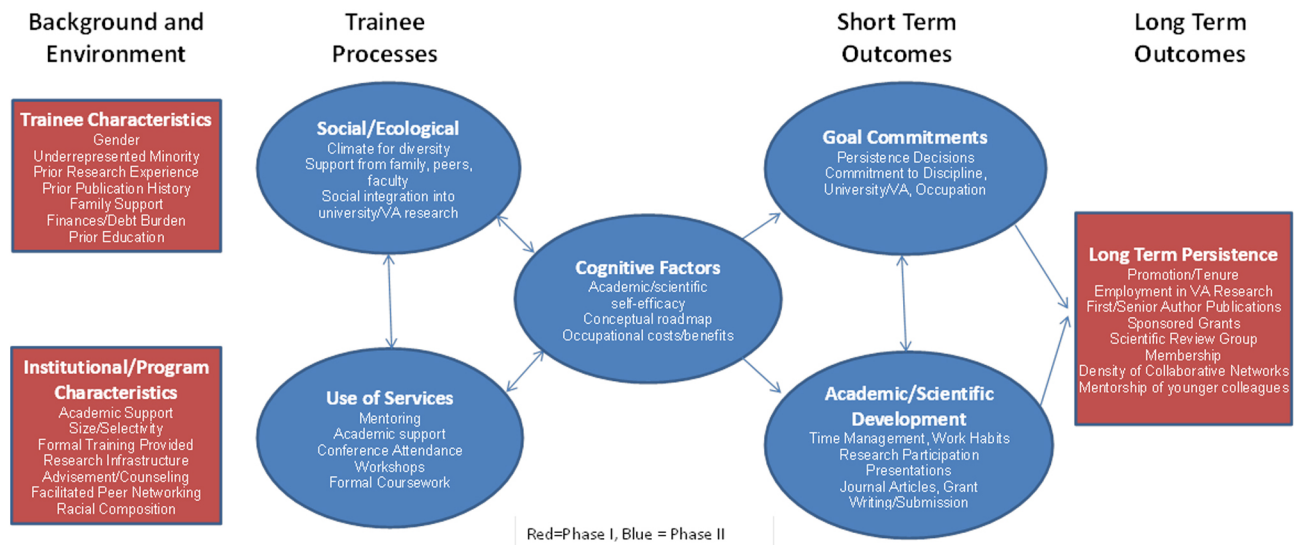 Background and
Environment
Trainee
Processes
Short Term
Outcomes
Long Term
Outcomes
Trainee Characteristics
Gender
Underrepresented Minority
Prior Research Experience
Prior Publication History
Family Support
Finances/Debt Burden
Prior Education
Institutional/Program
Characteristics
Academic Support
Size/Selectivity
Formal Training Provided
Research Infrastructure
Advisement/Counseling
Facilitated Peer Networking
Racial Composition
Social/Ecological
Climate for diversity
Support from family, peers,
faculty
Social integration into
university/VA research
Use of Services
Mentoring
Academic support
Conference Attendance
Workshops
Formal Coursework
Cognitive Factors
Academic/scientific
self-efficacy
Conceptual roadmap
Occupational costs/benefits
Goal Commitments
Persistence Decisions
Commitment to Discipline,
University/VA, Occupation
Academic/Scientific
Development
Time Management, Work Habits
Research Participation
Presentations
Journal Articles, Grant
Writing/Submission
Long Term Persistence
Promotion/Tenure
Employment in VA Research
First/Senior Author Publications
Sponsored Grants
Scientific Review Group
Membership
Density of Collaborative Networks
Mentorship of younger colleagues
Red=Phase I, Blue = Phase II